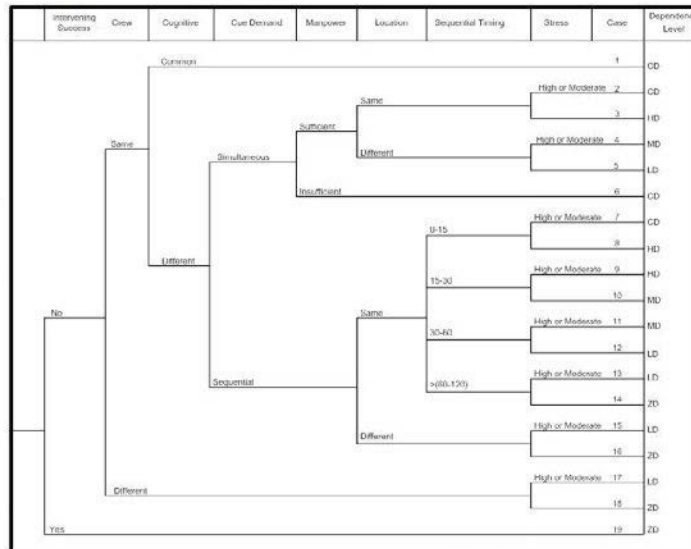 Intervening Success Crew Cognitive Cue Demand Manpower Location Sequential Timing Stress Case Dependence Level
Common 1 CD
High or Moderate 2 CD
Same
3 HD
Sufficient
High or Moderate 4 MD
Same
Different
Simultaneous
5 LD
Insufficient 6 CD
High or Moderate 7 CD
0-15
8 HD
Different
High or Moderate 9 HD
15-30
10 MD
No
Same
High or Moderate 11 MD
30-60
12 LD
High or Moderate 13 LD
Sequential
>(60-120)
14 ZD
High or Moderate 15 LD
Different
16 ZD
High or Moderate 17 LD
Different
18 ZD
Yes 19 ZD